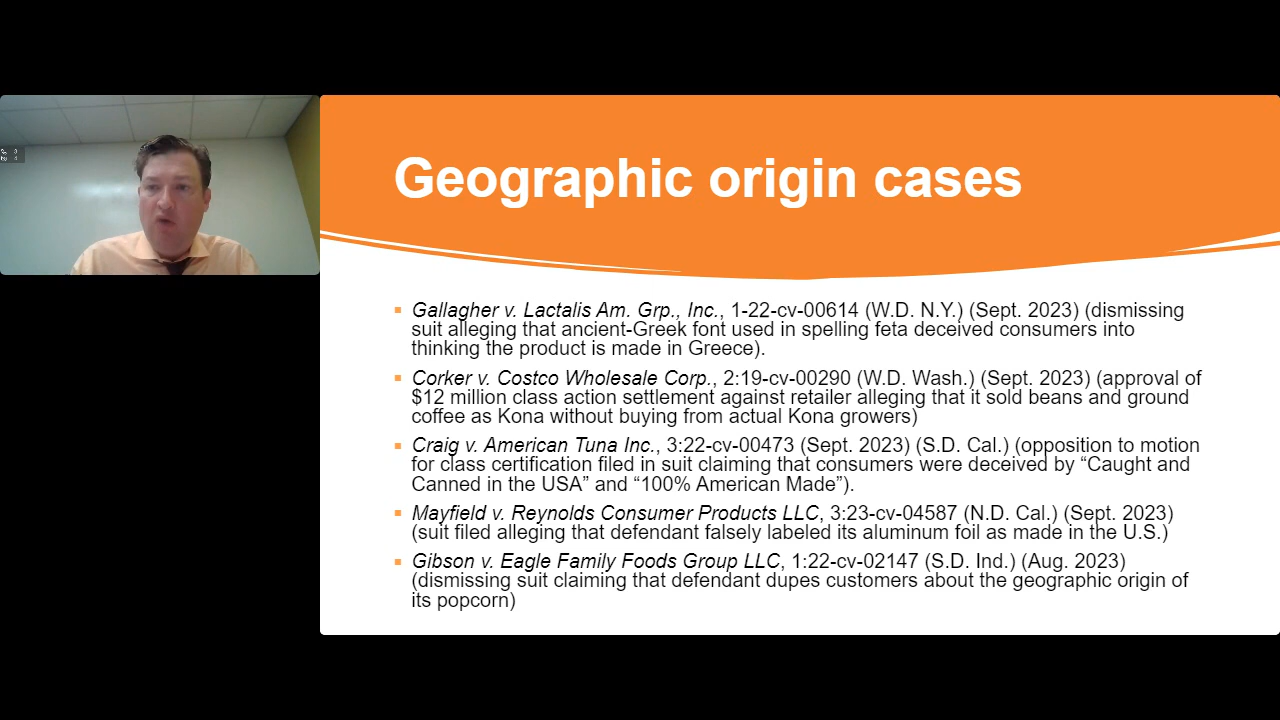 Geographic origin cases
Gallagher v. Lactalis Am. Grp., Inc., 1-22-cv-00614 (W.D. N.Y.) (Sept. 2023) (dismissing
suit alleging that ancient-Greek font used in spelling feta deceived consumers into
thinking the product is made in Greece).
Corker v. Costco Wholesale Corp., 2:19-cv-00290 (W.D. Wash.) (Sept. 2023) (approval of
$12 million class action settlement against retailer alleging that it sold beans and ground
coffee as Kona without buying from actual Kona growers)
Craig v. American Tuna Inc., 3:22-cv-00473 (Sept. 2023) (S.D. Cal.) (opposition to motion
for class certification filed in suit claiming that consumers were deceived by “Caught and
Canned in the USA” and “100% American Made”).
Mayfield v. Reynolds Consumer Products LLC, 3:23-cv-04587 (N.D. Cal.) (Sept. 2023)
(suit filed alleging that defendant falsely labeled its aluminum foil as made in the U.S.)
Gibson v. Eagle Family Foods Group LLC, 1:22-cv-02147 (S.D. Ind.) (Aug. 2023)
(dismissing suit claiming that defendant dupes customers about the geographic origin of
its popcorn)